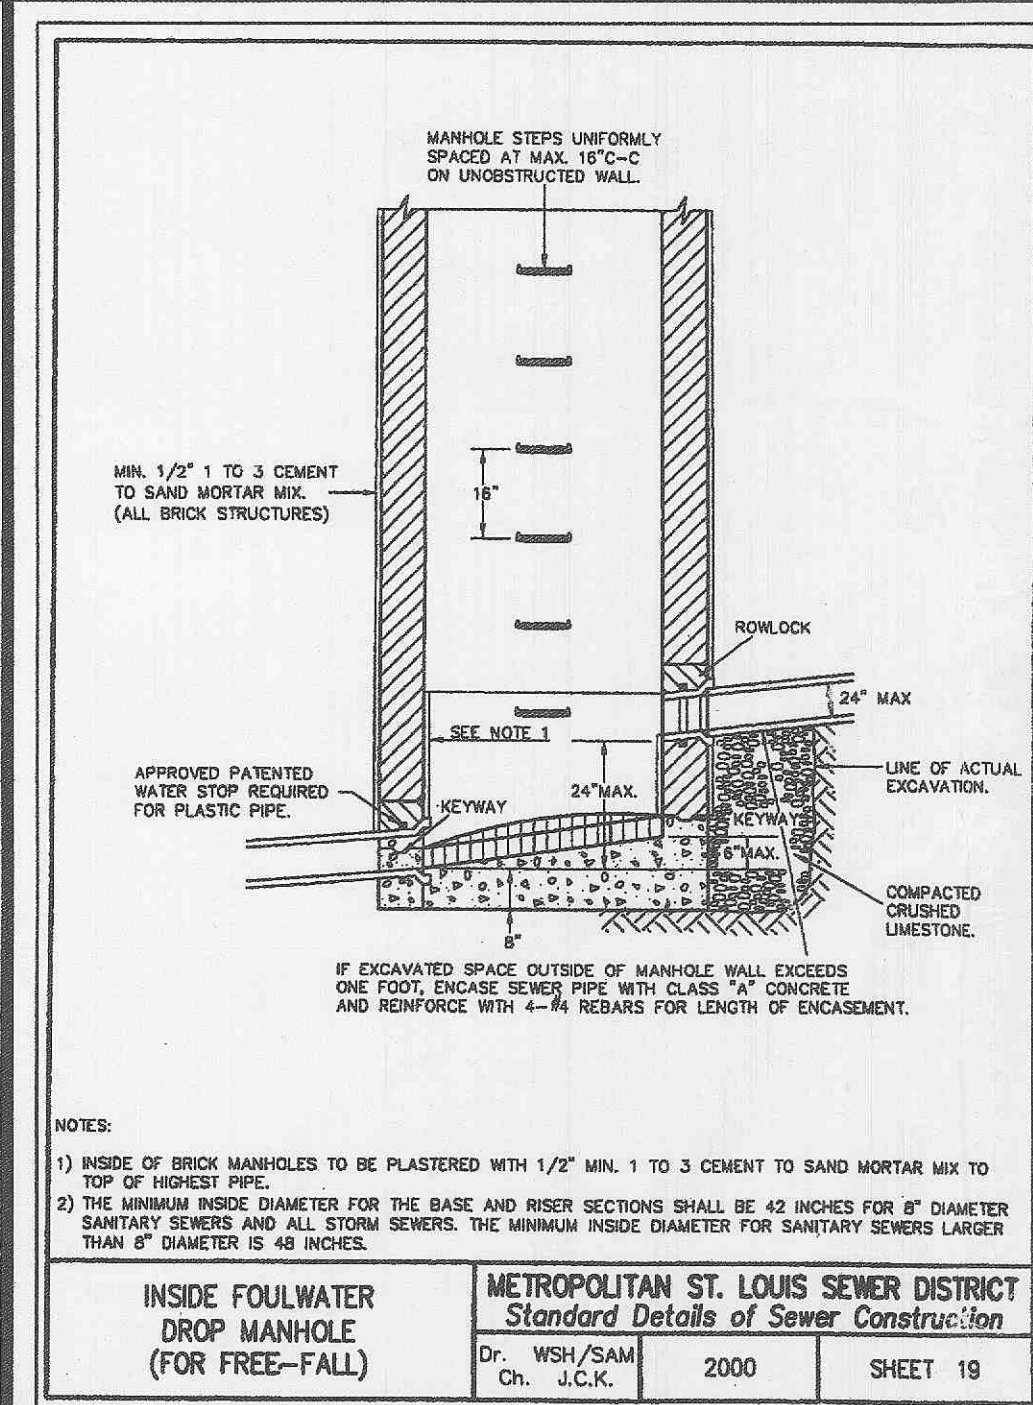 MANHOLE STEPS UNIFORMLY
SPACED AT MAX. 16"C-C
ON UNOBSTRUCTED WALL.
MIN. 1/2" 1 TO 3 CEMENT
TO SAND MORTAR MIX.
(ALL BRICK STRUCTURES)
16"
ROWLOCK
24" MAX
SEE NOTE 1
APPROVED PATENTED
WATER STOP REQUIRED
FOR PLASTIC PIPE.
KEYWAY
24"MAX.
LINE OF ACTUAL
EXCAVATION.
KEYWAY
6"MAX.
COMPACTED
CRUSHED
LIMESTONE.
8"
IF EXCAVATED SPACE OUTSIDE OF MANHOLE WALL EXCEEDS
ONE FOOT, ENCASE SEWER PIPE WITH CLASS "A" CONCRETE
AND REINFORCE WITH 4-#4 REBARS FOR LENGTH OF ENCASEMENT.
NOTES:
1) INSIDE OF BRICK MANHOLES TO BE PLASTERED WITH 1/2" MIN. 1 TO 3 CEMENT TO SAND MORTAR MIX TO
TOP OF HIGHEST PIPE.
2) THE MINIMUM INSIDE DIAMETER FOR THE BASE AND RISER SECTIONS SHALL BE 42 INCHES FOR 8" DIAMETER
SANITARY SEWERS AND ALL STORM SEWERS. THE MINIMUM INSIDE DIAMETER FOR SANITARY SEWERS LARGER
THAN 8" DIAMETER IS 48 INCHES.
INSIDE FOULWATER
DROP MANHOLE
(FOR FREE-FALL)
METROPOLITAN ST. LOUIS SEWER DISTRICT
Standard Details of Sewer Construction
Dr. WSH/SAM
Ch. J.C.K.
2000
SHEET 19